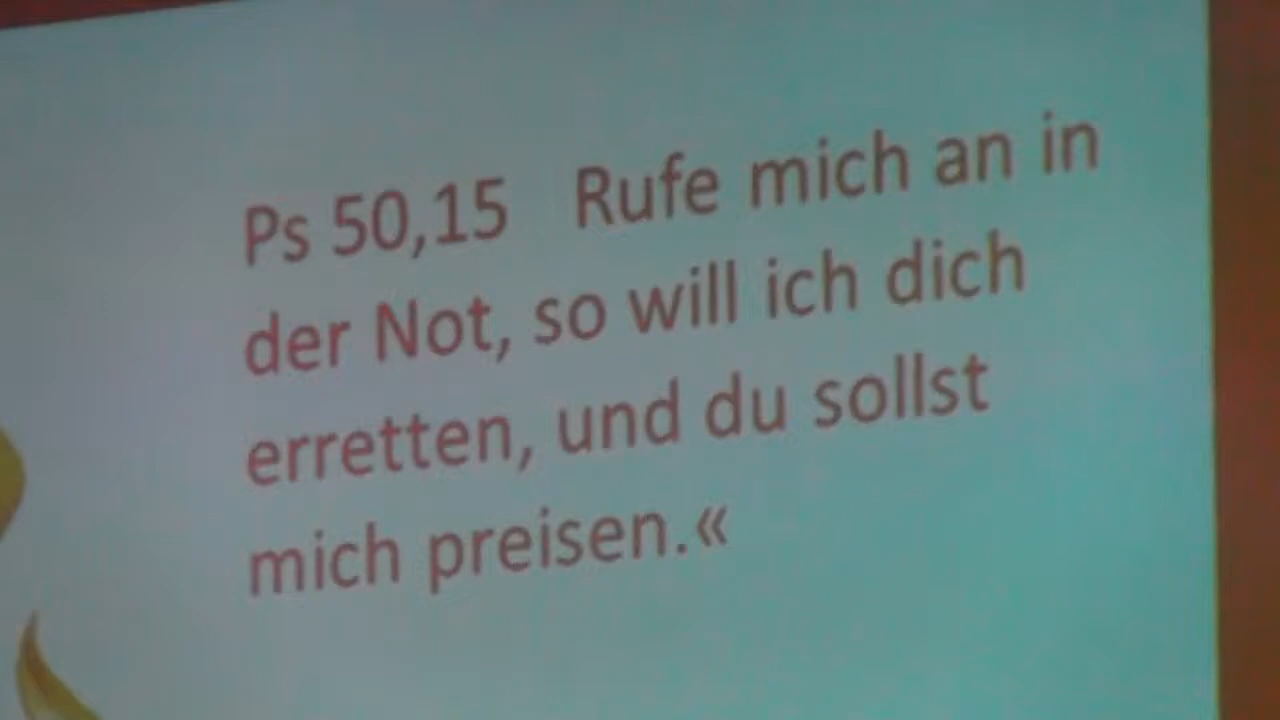 Ps 50,15 Rufe mich an in
der Not, so will ich dich
erretten, und du sollst
mich preisen.«